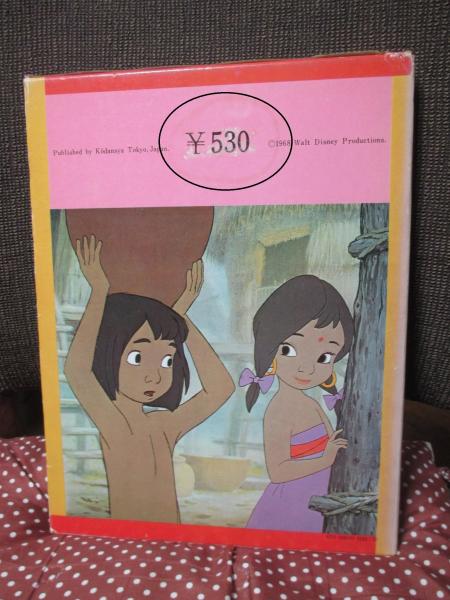 Published by Kōdansya Tokyo, Japan. ¥530 ©1968 Walt Disney Productions.